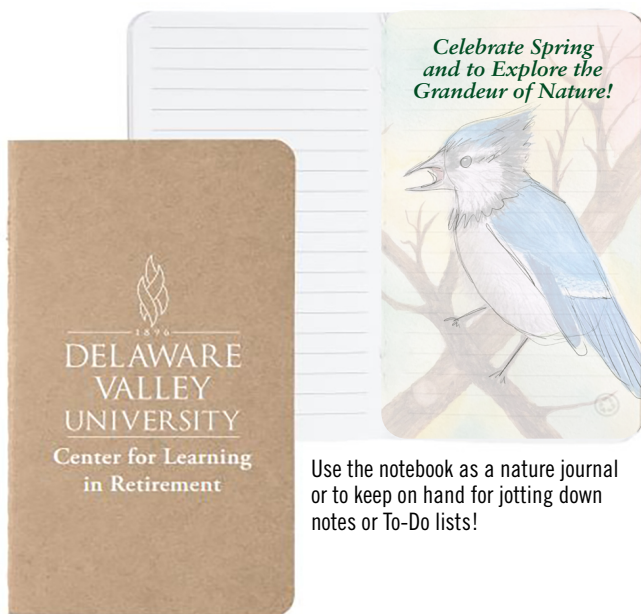 Celebrate Spring
and to Explore the
Grandeur of Nature!
1896
DELAWARE
VALLEY
UNIVERSITY
Center for Learning
in Retirement
Use the notebook as a nature journal
or to keep on hand for jotting down
notes or To-Do lists!